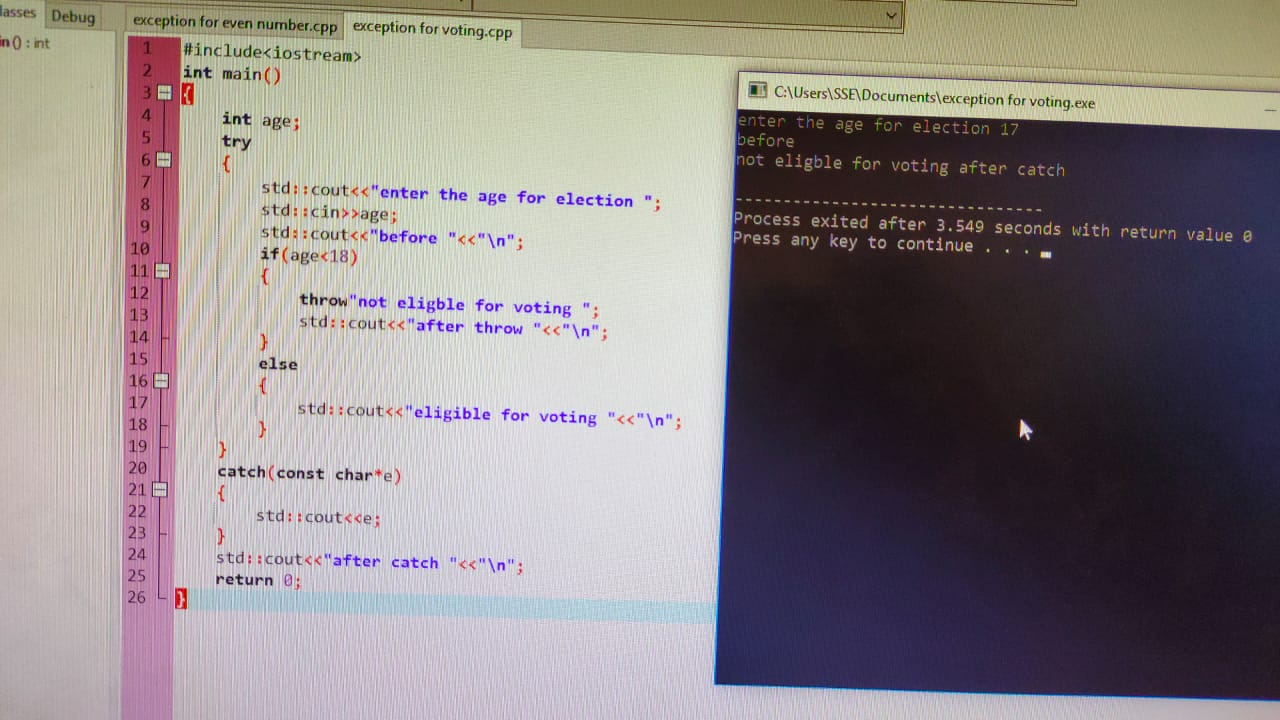 lasses Debug
exception for even number.cpp exception for voting.cpp
in () : int
1 #include<iostream>
2 int main()
3 {
4 int age;
5 try
6 {
7 std::cout<<"enter the age for election ";
8 std::cin>>age;
9 std::cout<<"before "<<"\n";
10 if(age<18)
11 {
12 throw"not eligble for voting ";
13 std::cout<<"after throw "<<"\n";
14 }
15 else
16 {
17 std::cout<<"eligible for voting "<<"\n";
18 }
19 }
20 catch(const char*e)
21 {
22 std::cout<<e;
23 }
24 std::cout<<"after catch "<<"\n";
25 return 0;
26 }
C:\Users\SSE\Documents\exception for voting.exe
enter the age for election 17
before
not eligble for voting after catch
--------------------------------
Process exited after 3.549 seconds with return value 0
Press any key to continue . . .